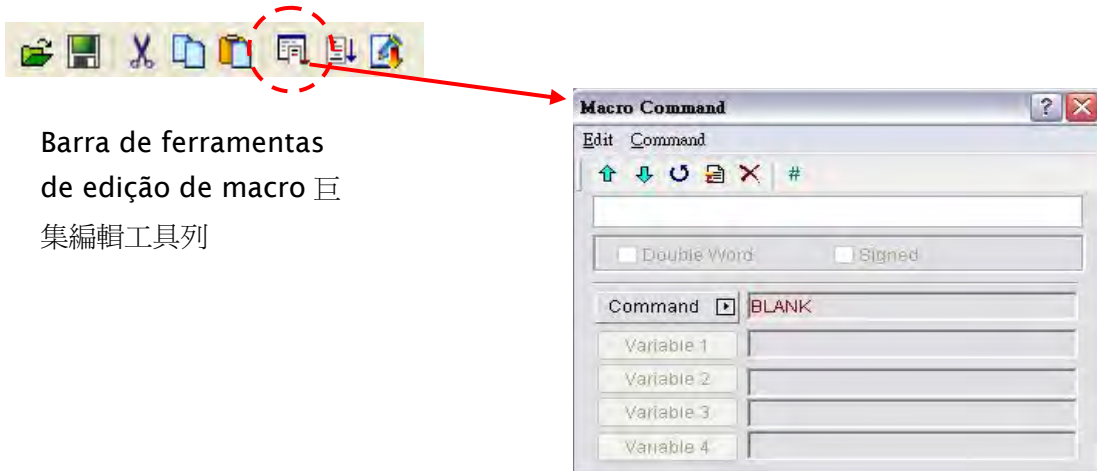 Barra de ferramentas
de edição de macro 巨
集編輯工具列
Macro Command
?
Edit Command
#
Double Word Signed
Command BLANK
Variable 1
Variable 2
Variable 3
Variable 4